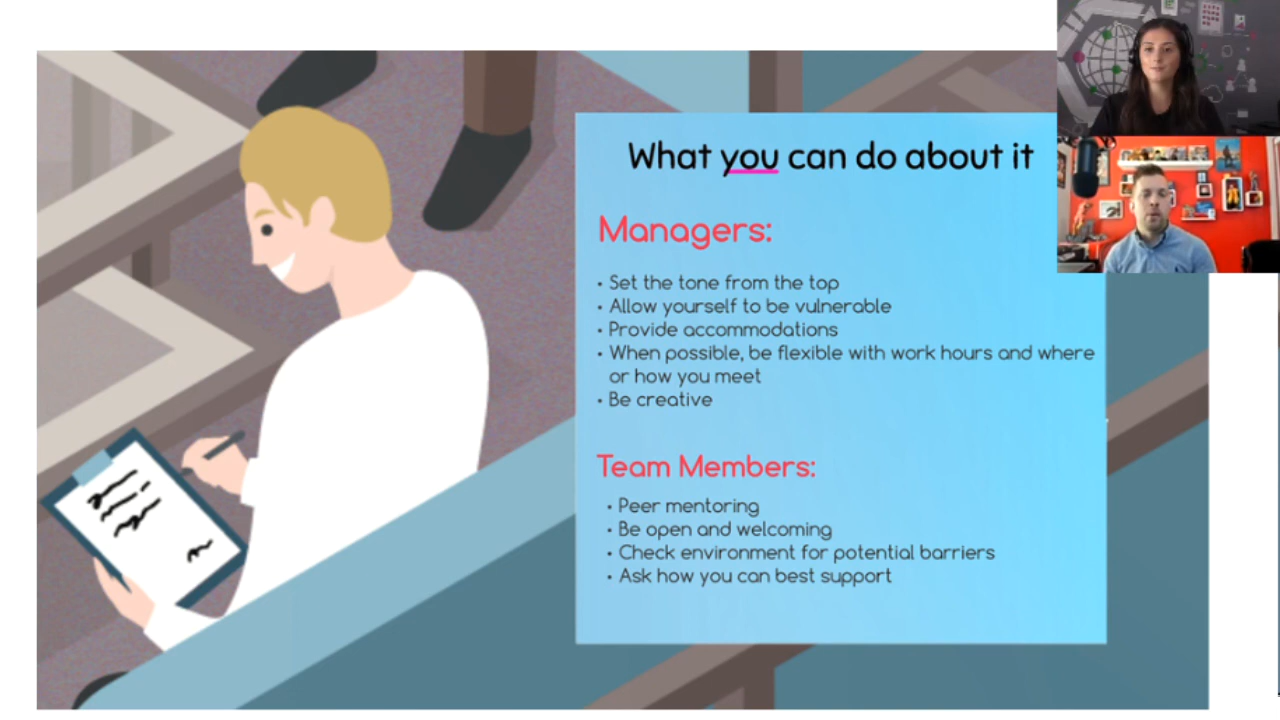 What you can do about it
Managers:
• Set the tone from the top
• Allow yourself to be vulnerable
• Provide accommodations
• When possible, be flexible with work hours and where
or how you meet
• Be creative
Team Members:
• Peer mentoring
• Be open and welcoming
• Check environment for potential barriers
• Ask how you can best support